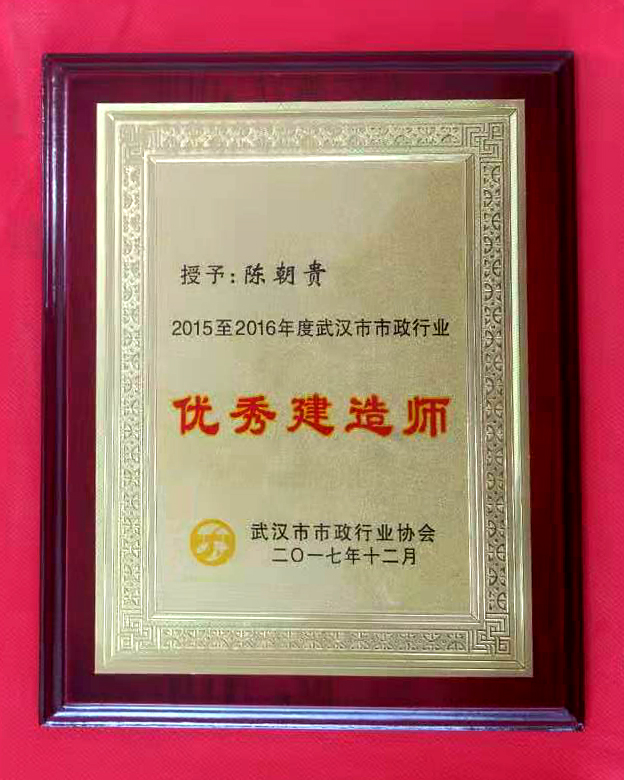 授予:陈朝贵
2015至2016年度武汉市市政行业
优秀建造师
武汉市市政行业协会
二〇一七年十二月